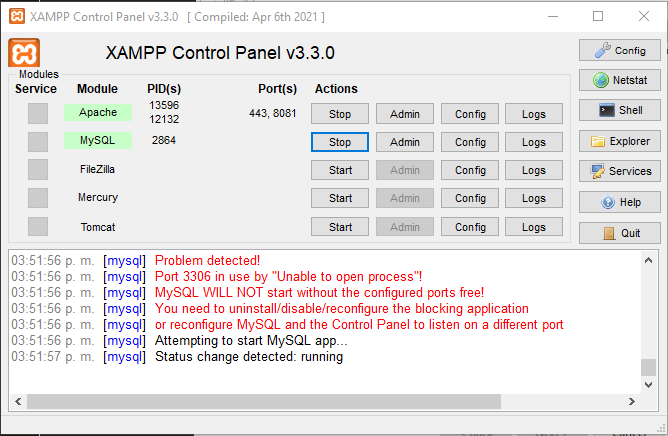 XAMPP Control Panel v3.3.0 [ Compiled: Apr 6th 2021 ]
XAMPP Control Panel v3.3.0
Config
Modules
Service Module PID(s) Port(s) Actions
Netstat
Apache 13596 12132 443, 8081 Stop Admin Config Logs
Shell
MySQL 2864 Stop Admin Config Logs
Explorer
FileZilla Start Admin Config Logs
Services
Mercury Start Admin Config Logs
Help
Tomcat Start Admin Config Logs
Quit
03:51:56 p. m. [mysql] Problem detected!
03:51:56 p. m. [mysql] Port 3306 in use by "Unable to open process"!
03:51:56 p. m. [mysql] MySQL WILL NOT start without the configured ports free!
03:51:56 p. m. [mysql] You need to uninstall/disable/reconfigure the blocking application
03:51:56 p. m. [mysql] or reconfigure MySQL and the Control Panel to listen on a different port
03:51:56 p. m. [mysql] Attempting to start MySQL app...
03:51:57 p. m. [mysql] Status change detected: running